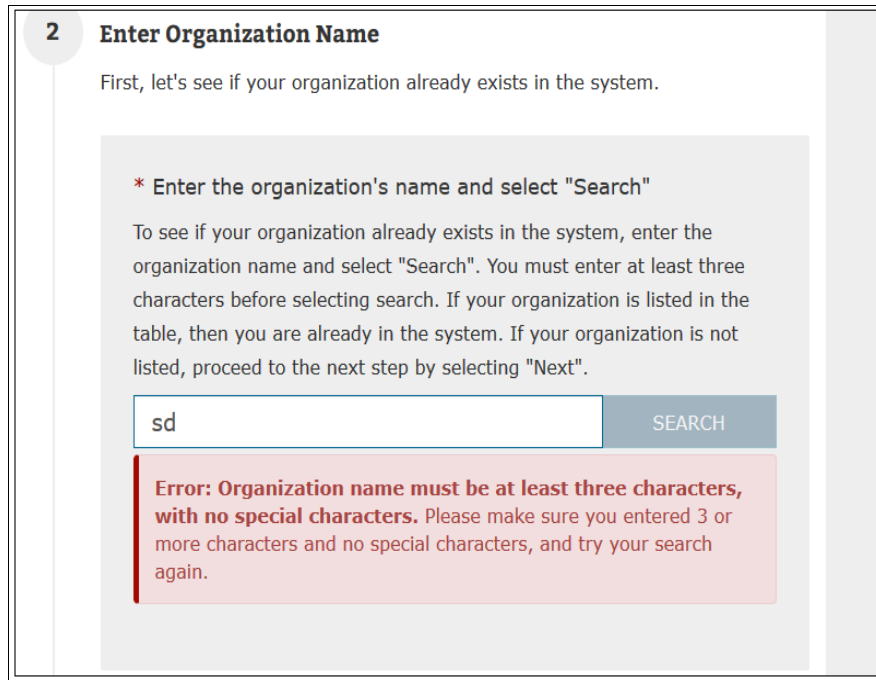 2
Enter Organization Name
First, let's see if your organization already exists in the system.
* Enter the organization's name and select "Search"
To see if your organization already exists in the system, enter the
organization name and select "Search". You must enter at least three
characters before selecting search. If your organization is listed in the
table, then you are already in the system. If your organization is not
listed, proceed to the next step by selecting "Next".
sd
SEARCH
Error: Organization name must be at least three characters,
with no special characters. Please make sure you entered 3 or
more characters and no special characters, and try your search
again.